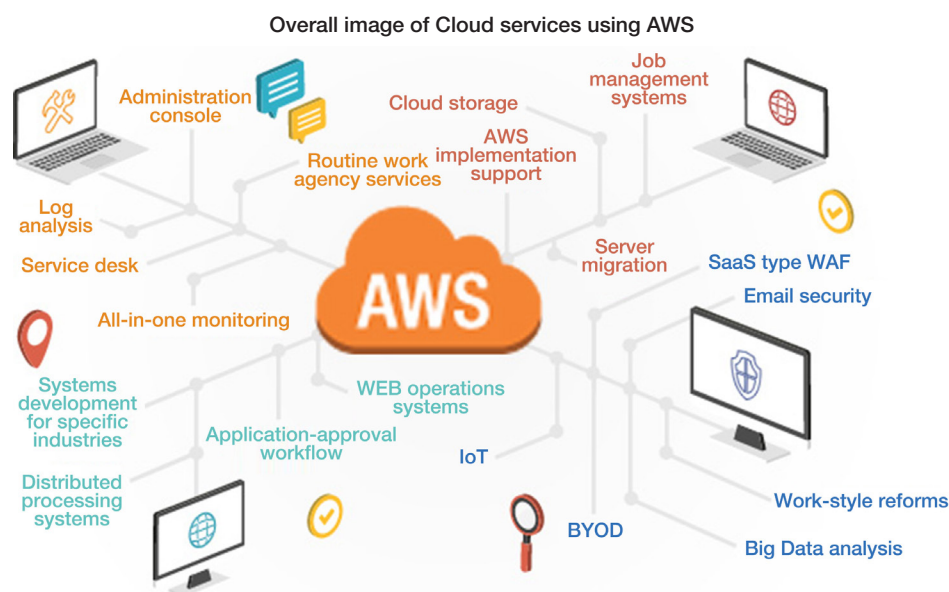 Overall image of Cloud services using AWS
Administration
console
Routine work
agency services
Log
analysis
Service desk
All-in-one monitoring
Cloud storage
Job
management
systems
AWS
implementation
support
Server
migration
AWS
SaaS type WAF
Email security
Systems
development
for specific
industries
Distributed
processing
systems
Application-approval
workflow
WEB operations
systems
IoT
BYOD
Work-style reforms
Big Data analysis